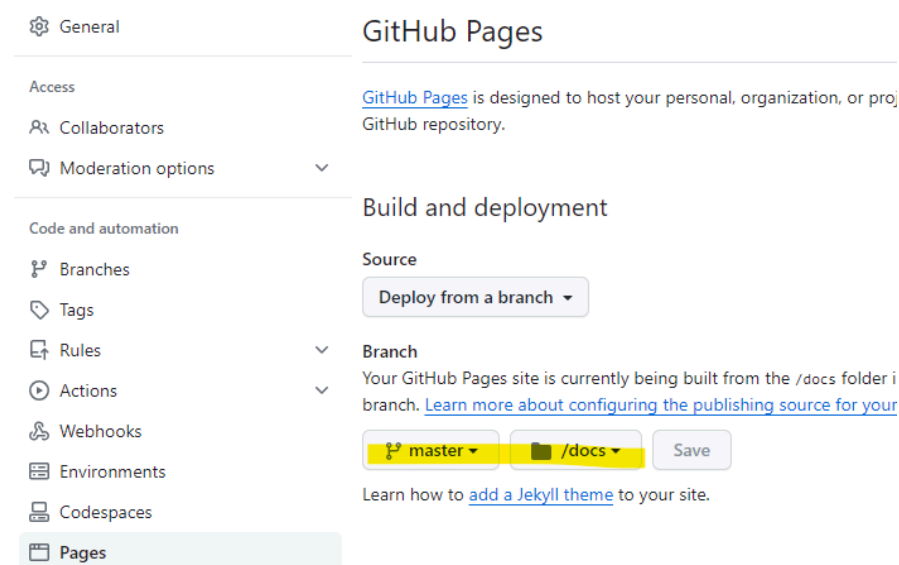 General
Access
Collaborators
Moderation options
Code and automation
Branches
Tags
Rules
Actions
Webhooks
Environments
Codespaces
Pages
GitHub Pages
GitHub Pages is designed to host your personal, organization, or
GitHub repository.
Build and deployment
Source
Deploy from a branch
Branch
Your GitHub Pages site is currently being built from the /docs folder
branch. Learn more about configuring the publishing source for your
master /docs Save
Learn how to add a Jekyll theme to your site.